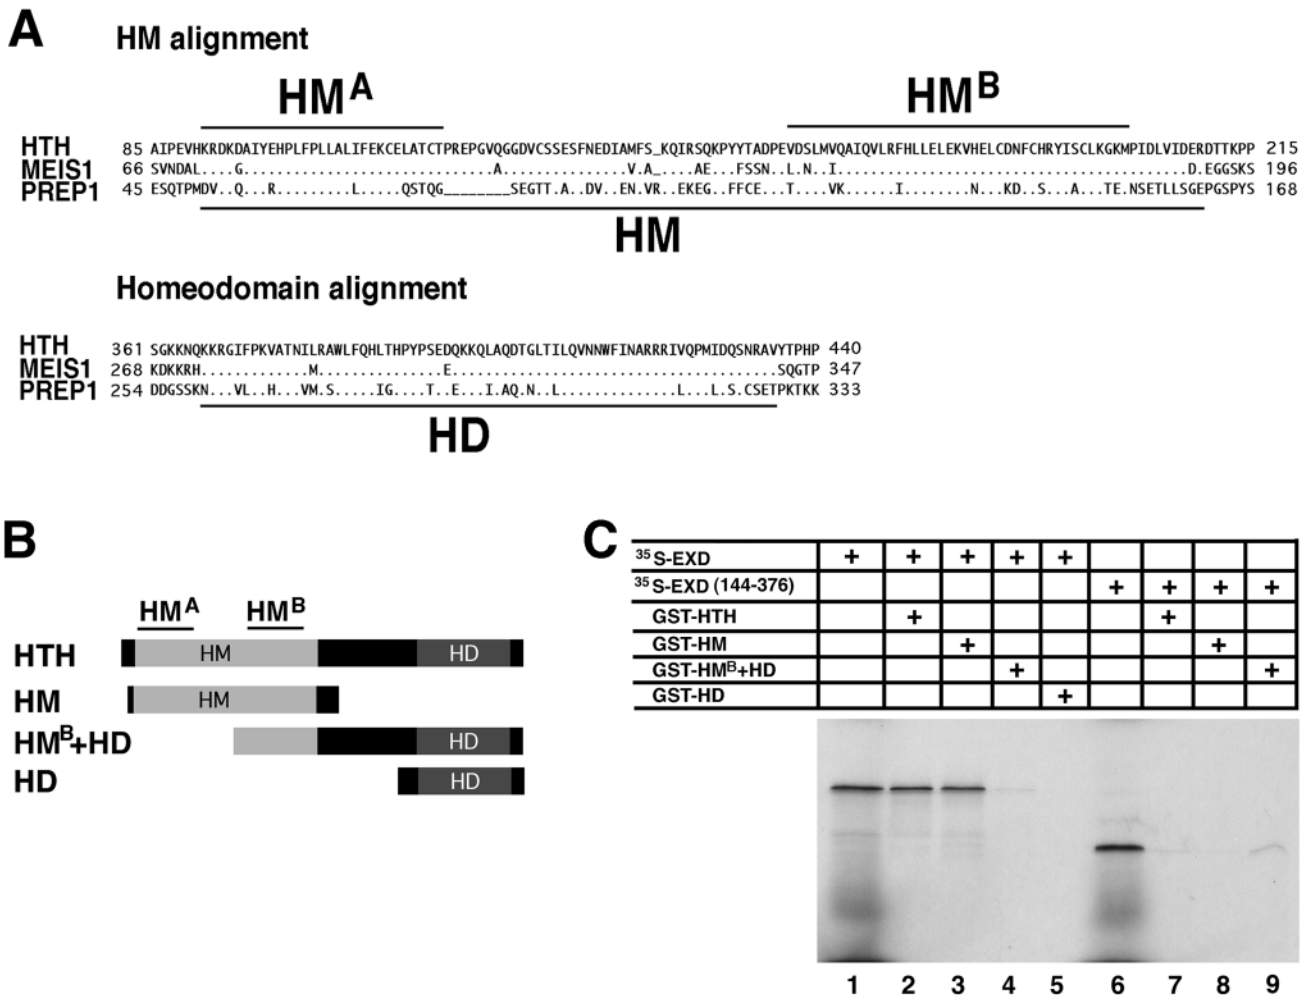 A
HM alignment
HMA HMB
HTH 85 AIPEVHKRDKDAIYEHPLFPLLALIFEKCELATCTPREPGVQGGDVCSSESFNEDIAMFS_KQIRSQKPYYTADPEVDSLMVQAIQVLRFHLLELEKVHELCDNFCHRYISCLKGKMPIDLVIDERDTTKPP 215
MEIS1 66 SVNDAL....G...............................A................V.A_....AE...FSSN..L.N..I...........................................D.EGGSKS 196
PREP1 45 ESQTPMDV..Q...R..........L.....QSTQG________SEGTT.A..DV..EN.VR..EKEG..FFCE...T....VK.......I.........N...KD..S...A...TE.NSETLLSGEPGSPYS 168
HM
Homeodomain alignment
HTH 361 SGKKNQKKRGIFPKVATNILRAWLFQHLTHPYPSEDQKKQLAQDTGLTILQVNNWFINARRRIVQPMIDQSNRAVYTPHP 440
MEIS1 268 KDKKRH.............M................E........................................SQGTP 347
PREP1 254 DDGSSKN....VL..H...VM.S.....IG....T..E...I.AQ.N..L..............L...L.S.CSETPKTKK 333
HD
B
HMA HMB
HTH HM HD
HM HM
HMB+HD HD
HD HD
C
35S-EXD + + + + +
35S-EXD (144-376) + + + +
GST-HTH + +
GST-HM + +
GST-HMB+HD + +
GST-HD +
1 2 3 4 5 6 7 8 9